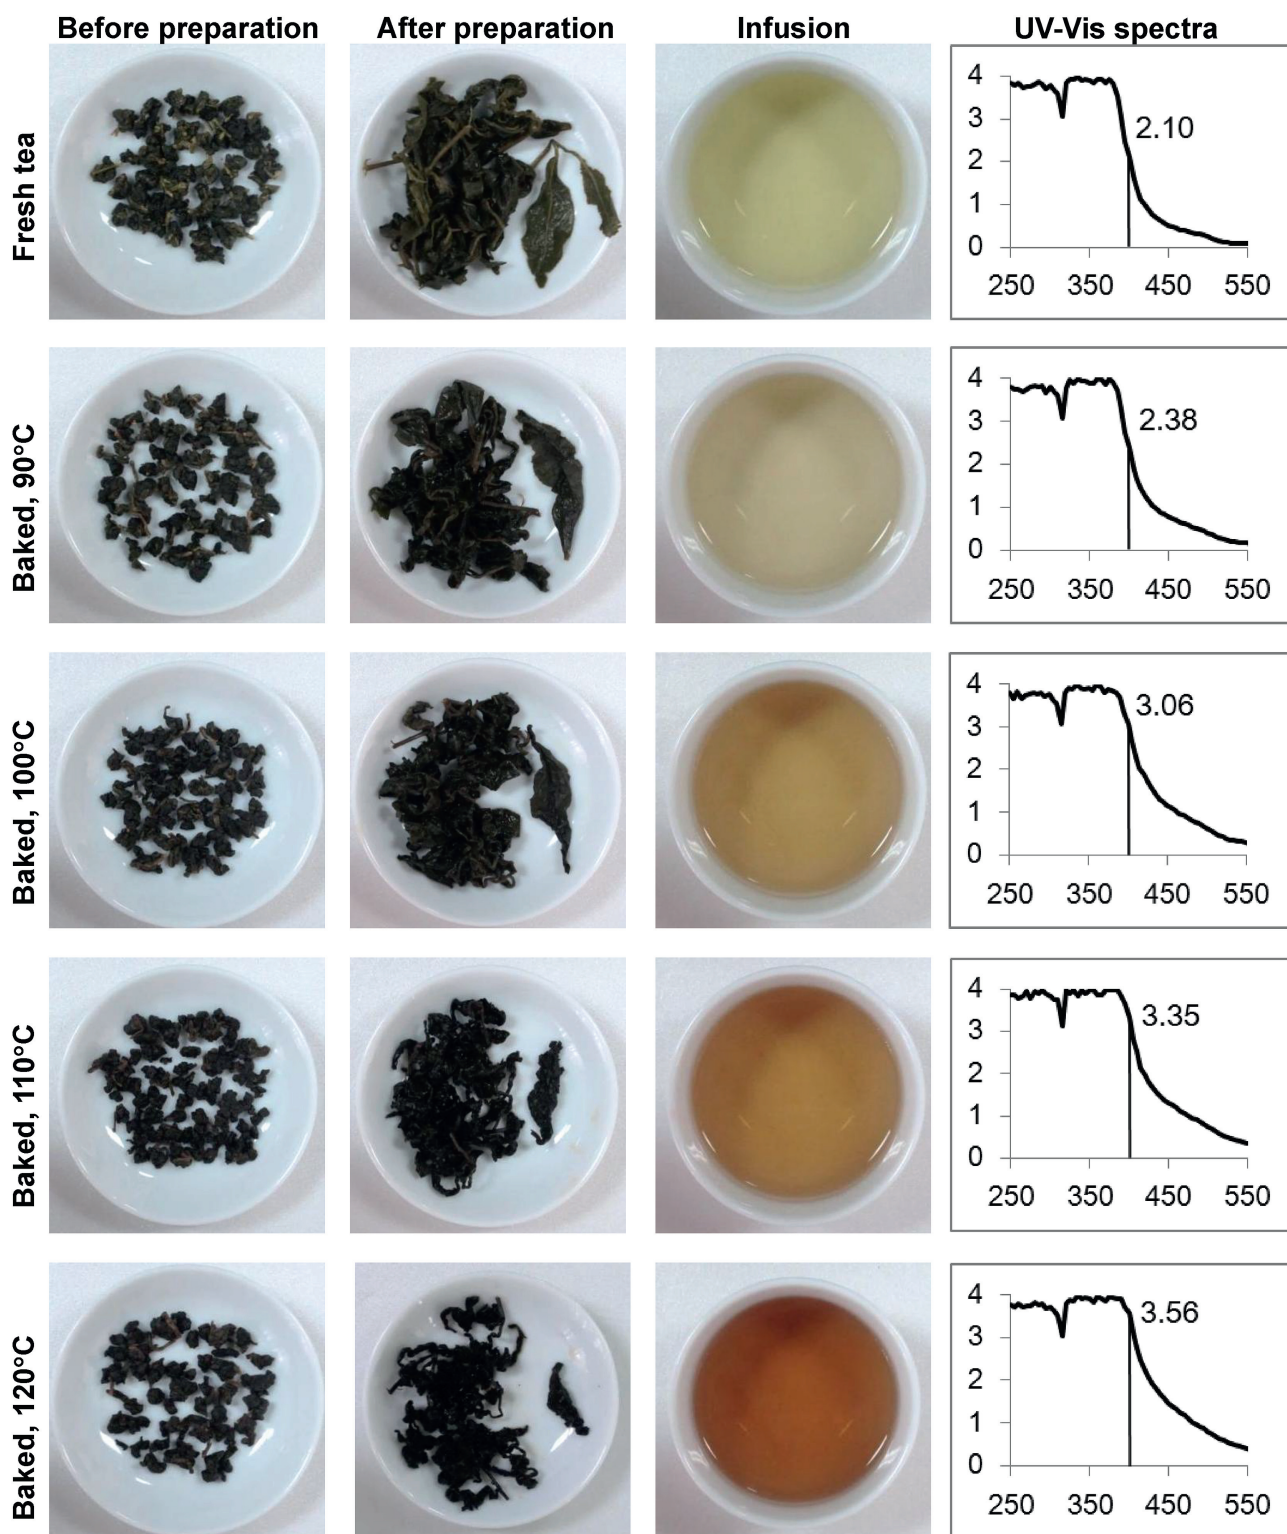 Before preparation
After preparation
Infusion
UV-Vis spectra
Fresh tea
4
3
2
1
0
2.10
250 350 450 550
Baked, 90°C
4
3
2
1
0
2.38
250 350 450 550
Baked, 100°C
4
3
2
1
0
3.06
250 350 450 550
Baked, 110°C
4
3
2
1
0
3.35
250 350 450 550
Baked, 120°C
4
3
2
1
0
3.56
250 350 450 550